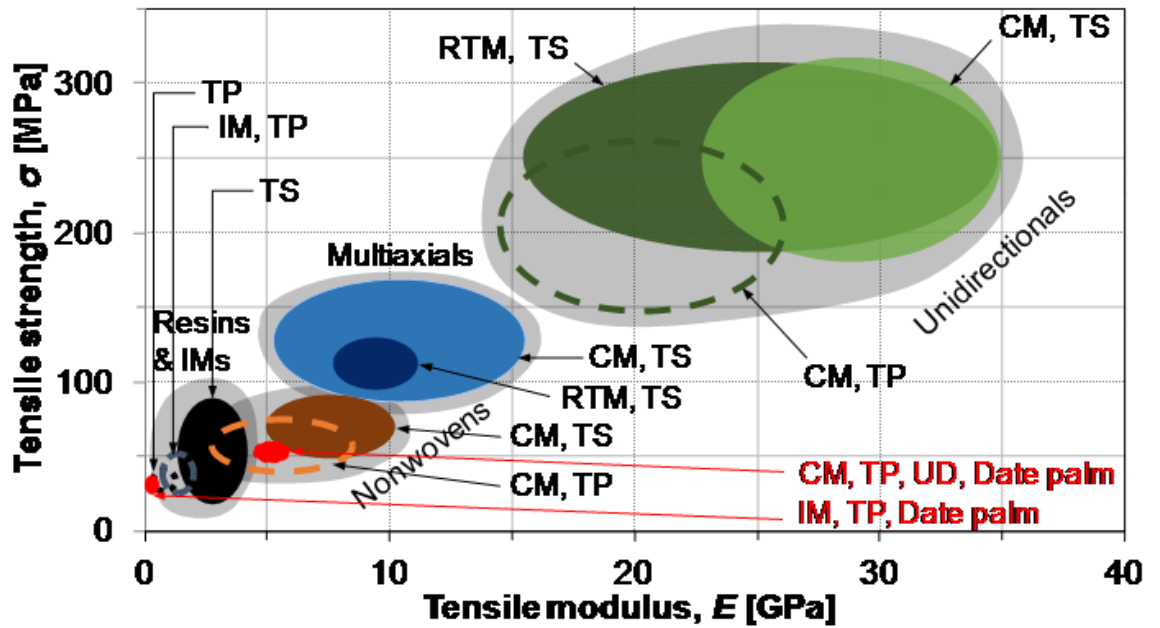 RTM, TS
CM, TS
300
TP
IM, TP
TS
200
Multiaxials
Unidirectionals
Resins
& IMs
CM, TS
CM, TP
100
RTM, TS
CM, TS
Nonwovens
CM, TP
CM, TP, UD, Date palm
IM, TP, Date palm
0
0 10 20 30 40
Tensile modulus, E [GPa]
Tensile strength, σ [MPa]